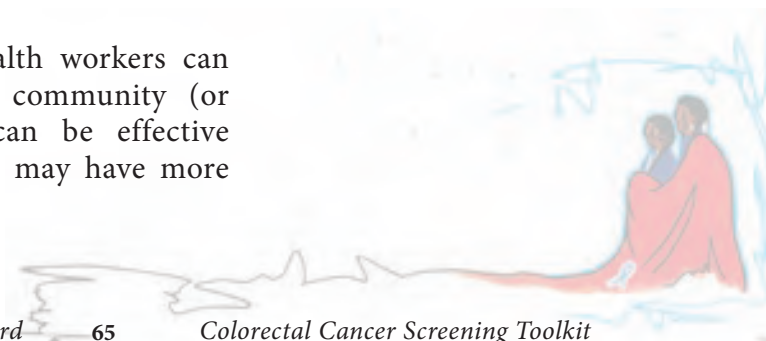 alth workers can
community (or
can be effective
may have more
rd 65 Colorectal Cancer Screening Toolkit